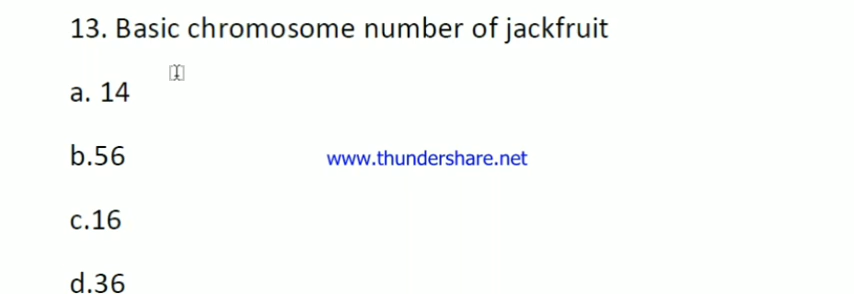 13. Basic chromosome number of jackfruit
a. 14
b.56
www.thundershare.net
c.16
d.36